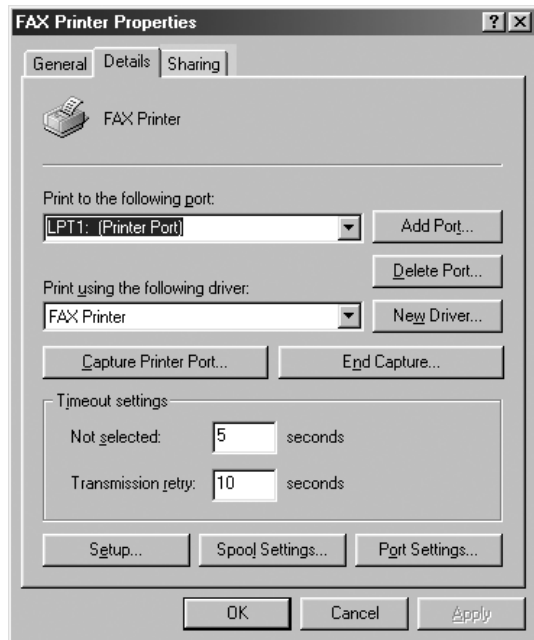 FAX Printer Properties
? X
General Details Sharing
FAX Printer
Print to the following port:
LPT1: (Printer Port)
Add Port...
Delete Port...
Print using the following driver:
FAX Printer
New Driver...
Capture Printer Port... End Capture...
Timeout settings
Not selected: 5 seconds
Transmission retry: 10 seconds
Setup... Spool Settings... Port Settings...
OK Cancel Apply